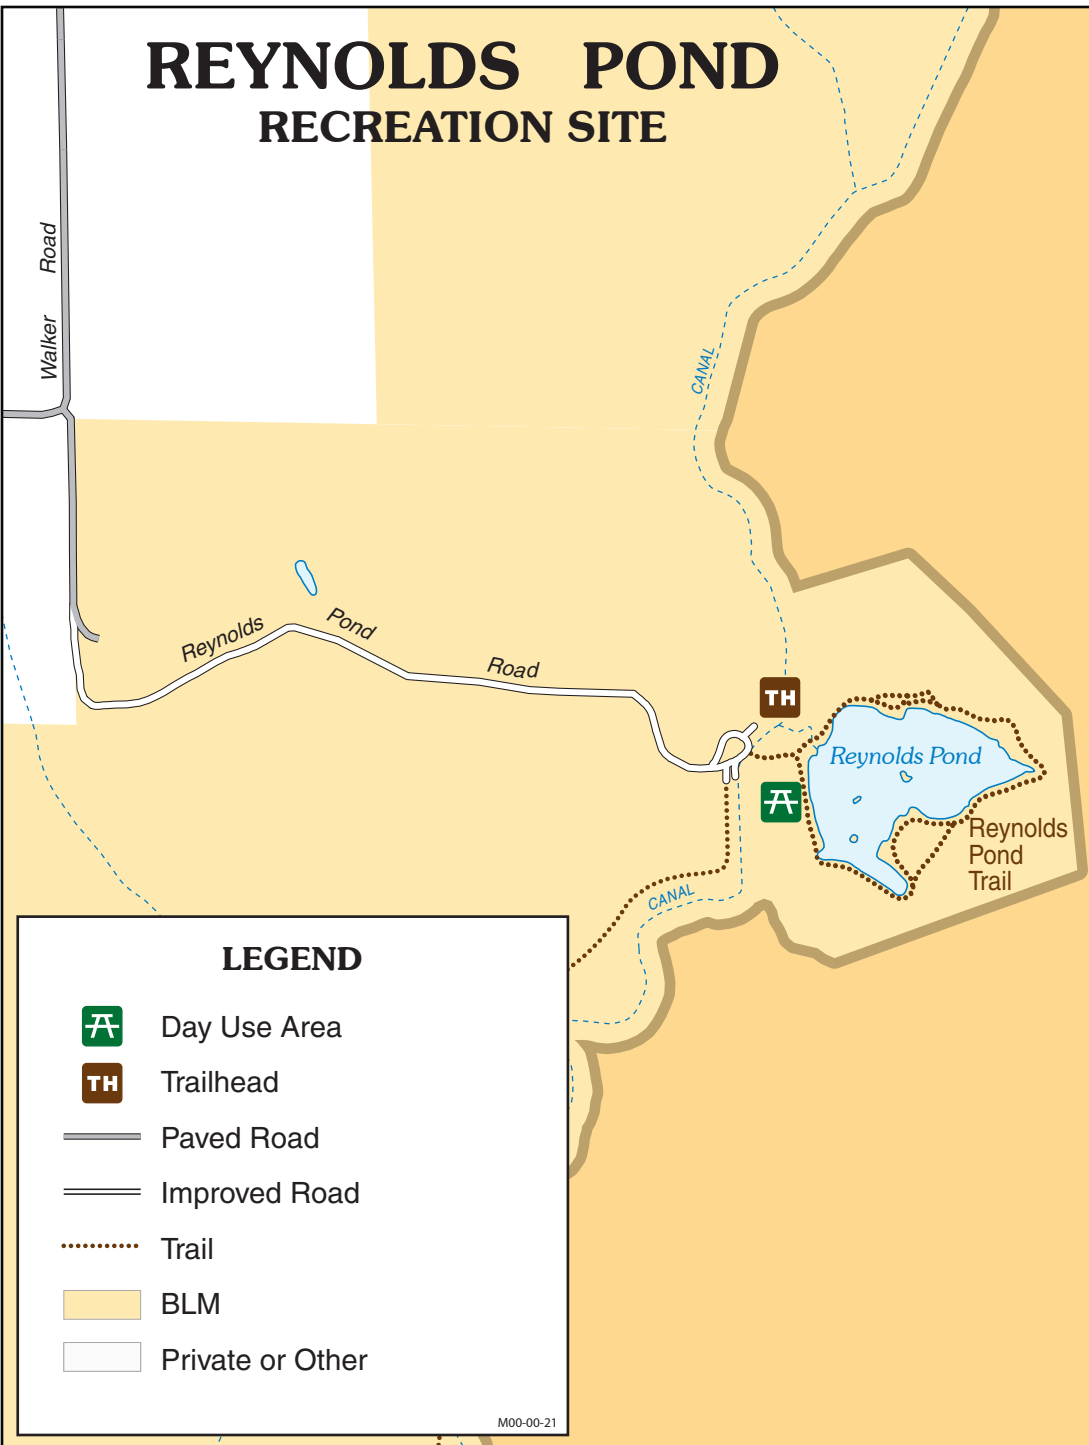 REYNOLDS POND
RECREATION SITE
Walker Road
CANAL
Reynolds Pond Road
TH
Reynolds Pond
Reynolds
Pond
Trail
CANAL
LEGEND
Day Use Area
TH Trailhead
Paved Road
Improved Road
Trail
BLM
Private or Other
M00-00-21